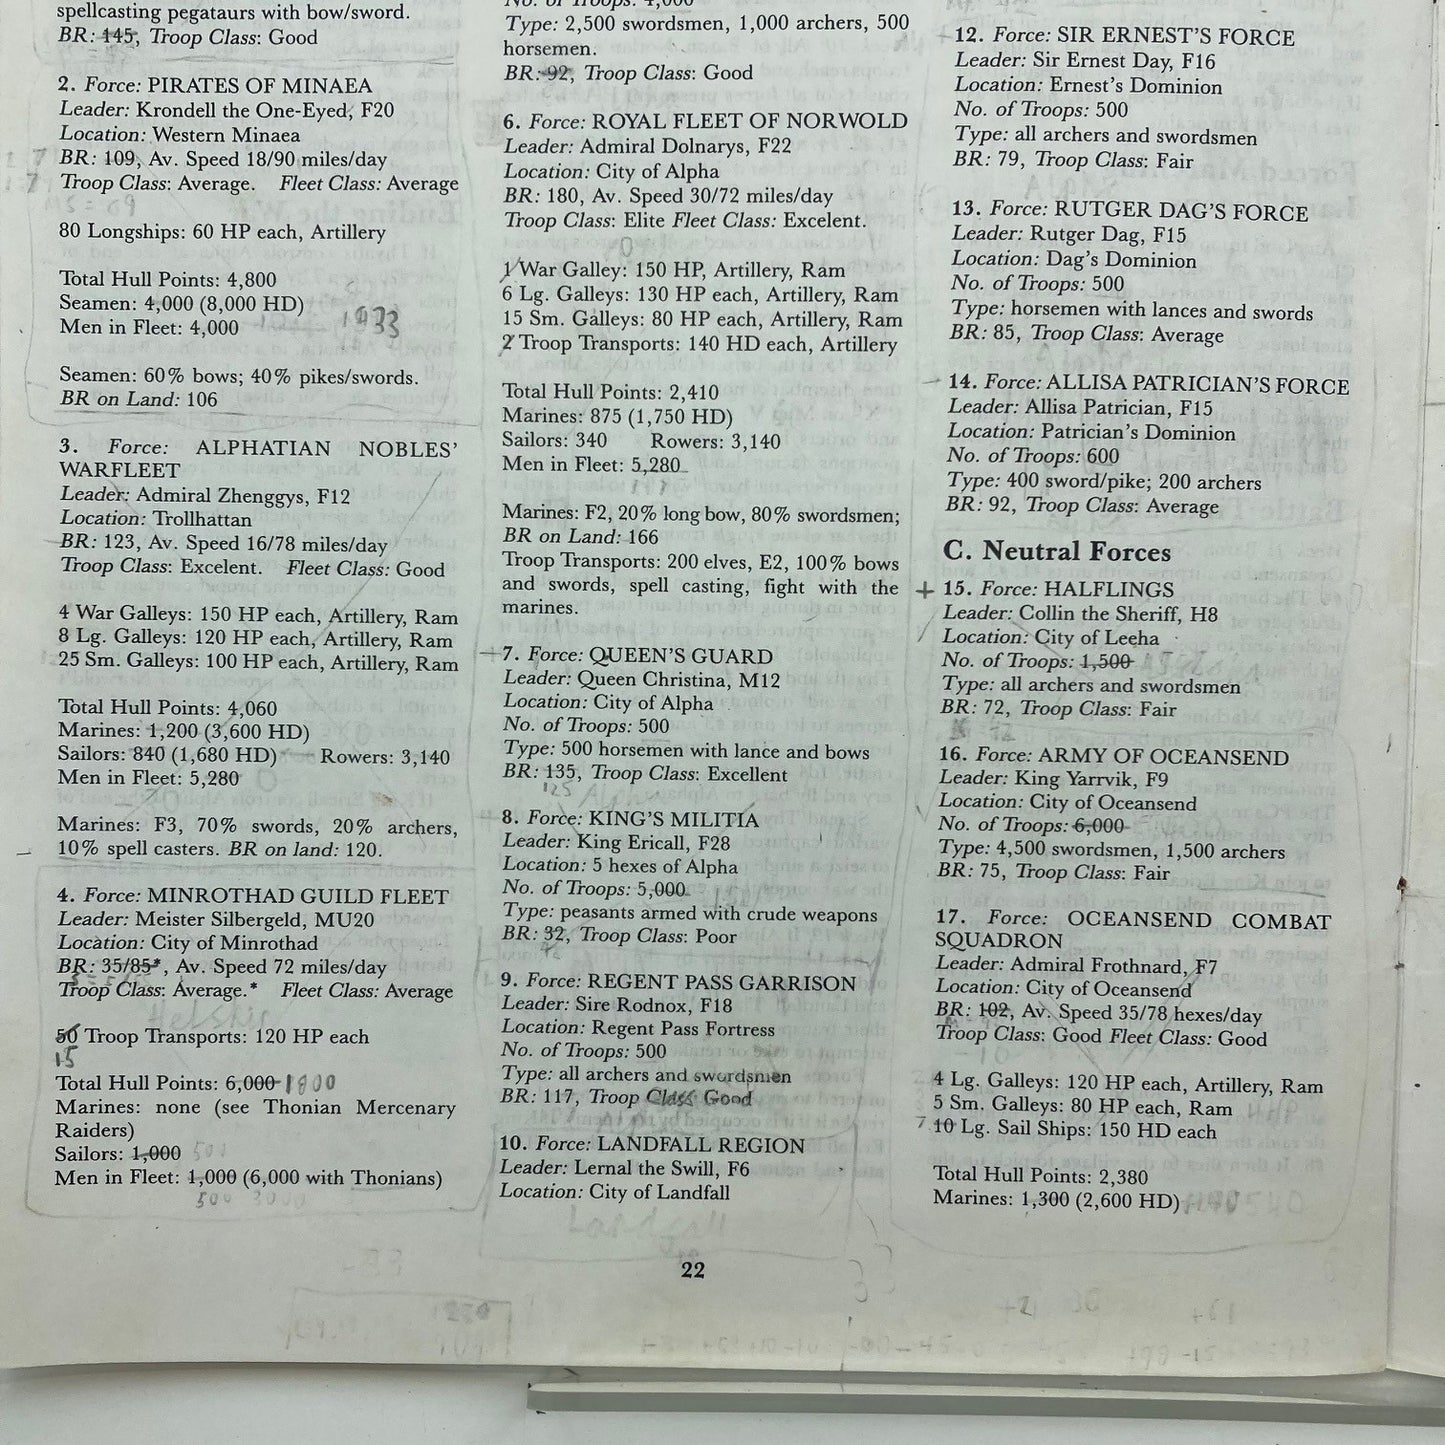 spellcasting pegataurs with bow/sword.
BR: 145, Troop Class: Good
2. Force: PIRATES OF MINAEA
Leader: Krondell the One-Eyed, F20
Location: Western Minaea
BR: 109, Av. Speed 18/90 miles/day
Troop Class: Average. Fleet Class: Average
80 Longships: 60 HP each, Artillery
Total Hull Points: 4,800
Seamen: 4,000 (8,000 HD)
Men in Fleet: 4,000 1933
Seamen: 60% bows; 40% pikes/swords.
BR on Land: 106
3. Force: ALPHATIAN NOBLES'
WARFLEET
Leader: Admiral Zhenggys, F12
Location: Trollhattan
BR: 123, Av. Speed 16/78 miles/day
Troop Class: Excelent. Fleet Class: Good
4 War Galleys: 150 HP each, Artillery, Ram
8 Lg. Galleys: 120 HP each, Artillery, Ram
25 Sm. Galleys: 100 HP each, Artillery, Ram
Total Hull Points: 4,060
Marines: 1,200 (3,600 HD)
Sailors: 840 (1,680 HD) Rowers: 3,140
Men in Fleet: 5,280
Marines: F3, 70% swords, 20% archers,
10% spell casters. BR on land: 120.
4. Force: MINROTHAD GUILD FLEET
Leader: Meister Silbergeld, MU20
Location: City of Minrothad
BR: 35/85*, Av. Speed 72 miles/day
Troop Class: Average.* Fleet Class: Average
50 Troop Transports: 120 HP each
15
Total Hull Points: 6,000 1800
Marines: none (see Thonian Mercenary
Raiders)
Sailors: 1,000 500
Men in Fleet: 1,000 (6,000 with Thonians)
500
No. of Troops: 4,000
Type: 2,500 swordsmen, 1,000 archers, 500
horsemen.
BR: 92, Troop Class: Good
6. Force: ROYAL FLEET OF NORWOLD
Leader: Admiral Dolnarys, F22
Location: City of Alpha
BR: 180, Av. Speed 30/72 miles/day
Troop Class: Elite Fleet Class: Excelent.
0
1 War Galley: 150 HP, Artillery, Ram
6 Lg. Galleys: 130 HP each, Artillery, Ram
15 Sm. Galleys: 80 HP each, Artillery, Ram
2 Troop Transports: 140 HD each, Artillery
Total Hull Points: 2,410
Marines: 875 (1,750 HD)
Sailors: 340 Rowers: 3,140
Men in Fleet: 5,280
Marines: F2, 20% long bow, 80% swordsmen;
BR on Land: 166
Troop Transports: 200 elves, E2, 100% bows
and swords, spell casting, fight with the
marines.
7. Force: QUEEN'S GUARD
Leader: Queen Christina, M12
Location: City of Alpha
No. of Troops: 500
Type: 500 horsemen with lance and bows
BR: 135, Troop Class: Excellent
125
8. Force: KING'S MILITIA
Leader: King Ericall, F28
Location: 5 hexes of Alpha
No. of Troops: 5,000
Type: peasants armed with crude weapons
BR: 32, Troop Class: Poor
9. Force: REGENT PASS GARRISON
Leader: Sire Rodnox, F18
Location: Regent Pass Fortress
No. of Troops: 500
Type: all archers and swordsmen
BR: 117, Troop Class Good
10. Force: LANDFALL REGION
Leader: Lernal the Swill, F6
Location: City of Landfall
Landfall
12. Force: SIR ERNEST'S FORCE
Leader: Sir Ernest Day, F16
Location: Ernest's Dominion
No. of Troops: 500
Type: all archers and swordsmen
BR: 79, Troop Class: Fair
13. Force: RUTGER DAG'S FORCE
Leader: Rutger Dag, F15
Location: Dag's Dominion
No. of Troops: 500
Type: horsemen with lances and swords
BR: 85, Troop Class: Average
14. Force: ALLISA PATRICIAN'S FORCE
Leader: Allisa Patrician, F15
Location: Patrician's Dominion
No. of Troops: 600
Type: 400 sword/pike; 200 archers
BR: 92, Troop Class: Average
C. Neutral Forces
+ 15. Force: HALFLINGS
Leader: Collin the Sheriff, H8
Location: City of Leeha
No. of Troops: 1,500
Type: all archers and swordsmen
BR: 72, Troop Class: Fair
16. Force: ARMY OF OCEANSEND
Leader: King Yarrvik, F9
Location: City of Oceansend
No. of Troops: 6,000
Type: 4,500 swordsmen, 1,500 archers
BR: 75, Troop Class: Fair
17. Force: OCEANSEND COMBAT
SQUADRON
Leader: Admiral Frothnard, F7
Location: City of Oceansend
BR: 102, Av. Speed 35/78 hexes/day
Troop Class: Good Fleet Class: Good
4 Lg. Galleys: 120 HP each, Artillery, Ram
5 Sm. Galleys: 80 HP each, Ram
7 10 Lg. Sail Ships: 150 HD each
Total Hull Points: 2,380
Marines: 1,300 (2,600 HD)
22